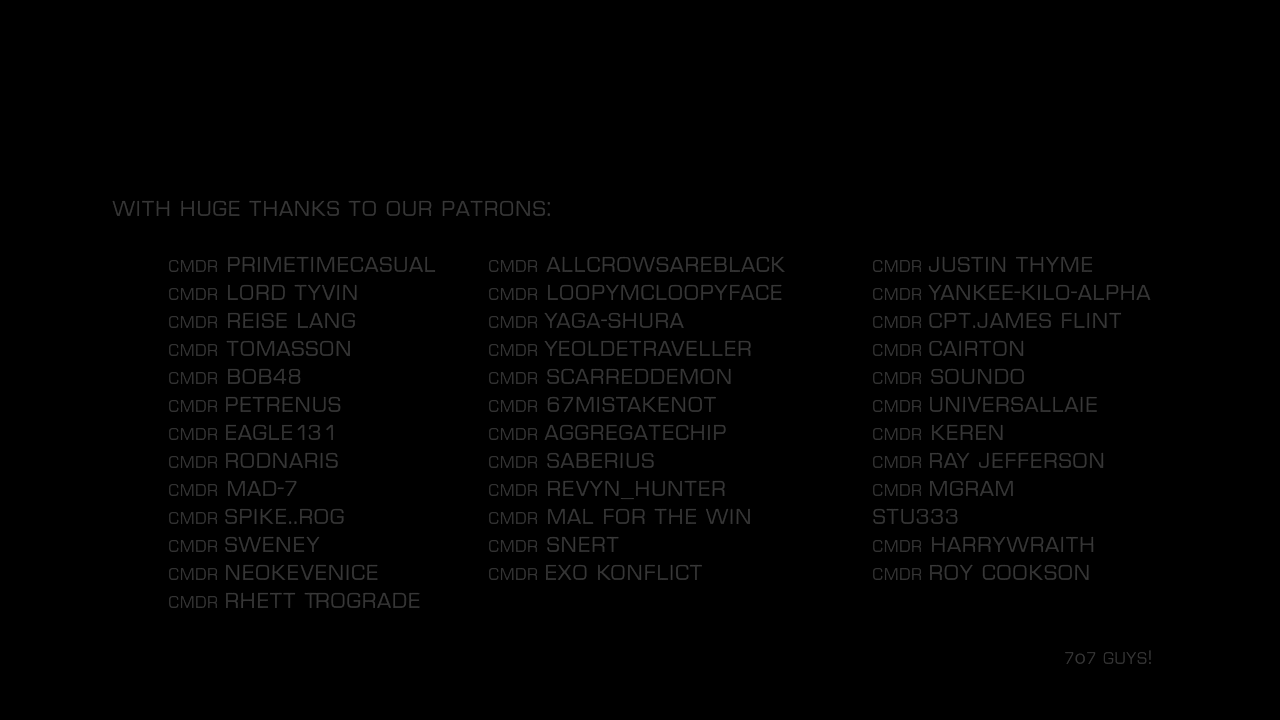 WITH HUGE THANKS TO OUR PATRONS:
CMDR PRIMETIMECASUAL
CMDR LORD TYVIN
CMDR REISE LANG
CMDR TOMASSON
CMDR BOB48
CMDR PETRENUS
CMDR EAGLE131
CMDR RODNARIS
CMDR MAD-7
CMDR SPIKE..ROG
CMDR SWENEY
CMDR NEOKEVENICE
CMDR RHETT TROGRADE
CMDR ALLCROWSAREBLACK
CMDR LOOPYMCLOOPYFACE
CMDR YAGA-SHURA
CMDR YEOLDETRAVELLER
CMDR SCARREDDEMON
CMDR 67MISTAKENOT
CMDR AGGREGATECHIP
CMDR SABERIUS
CMDR REVYN_HUNTER
CMDR MAL FOR THE WIN
CMDR SNERT
CMDR EXO KONFLICT
CMDR JUSTIN THYME
CMDR YANKEE-KILO-ALPHA
CMDR CPT.JAMES FLINT
CMDR CAIRTON
CMDR SOUNDO
CMDR UNIVERSALLAIE
CMDR KEREN
CMDR RAY JEFFERSON
CMDR MGRAM
STU333
CMDR HARRYWRAITH
CMDR ROY COOKSON
7o7 GUYS!